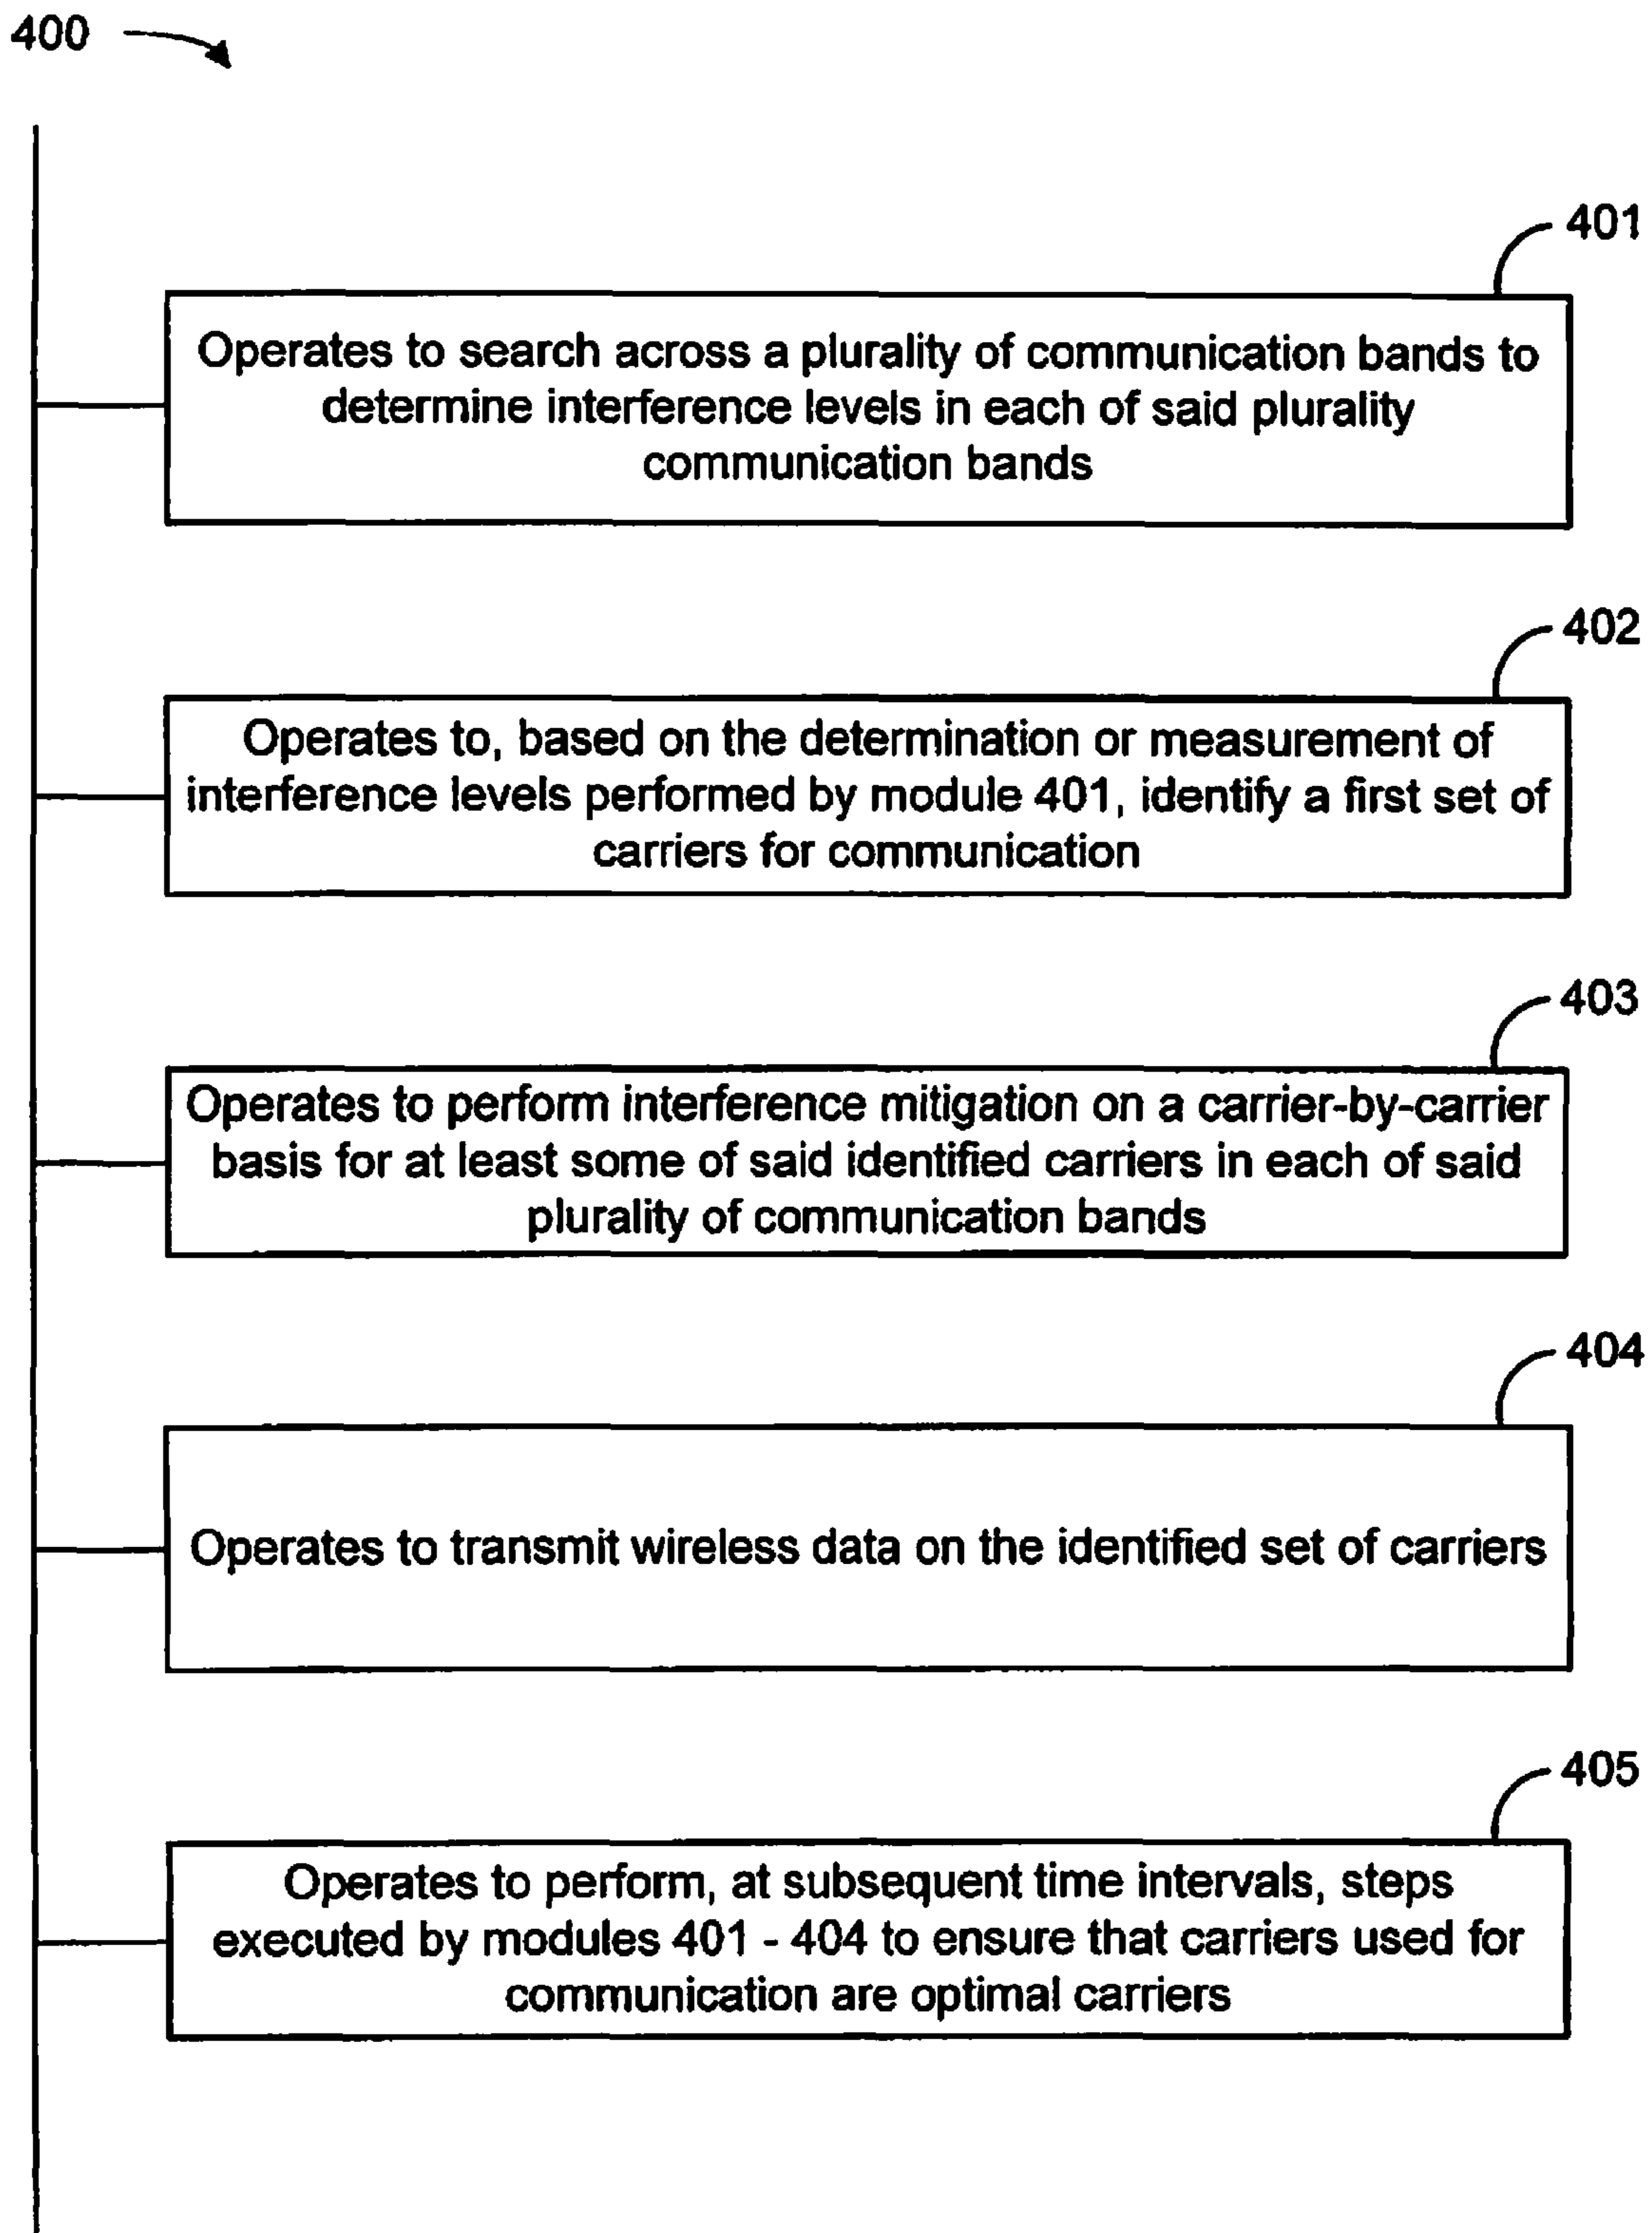 400
401
Operates to search across a plurality of communication bands to
determine interference levels in each of said plurality
communication bands
402
Operates to, based on the determination or measurement of
interference levels performed by module 401, identify a first set of
carriers for communication
403
Operates to perform interference mitigation on a carrier-by-carrier
basis for at least some of said identified carriers in each of said
plurality of communication bands
404
Operates to transmit wireless data on the identified set of carriers
405
Operates to perform, at subsequent time intervals, steps
executed by modules 401 - 404 to ensure that carriers used for
communication are optimal carriers